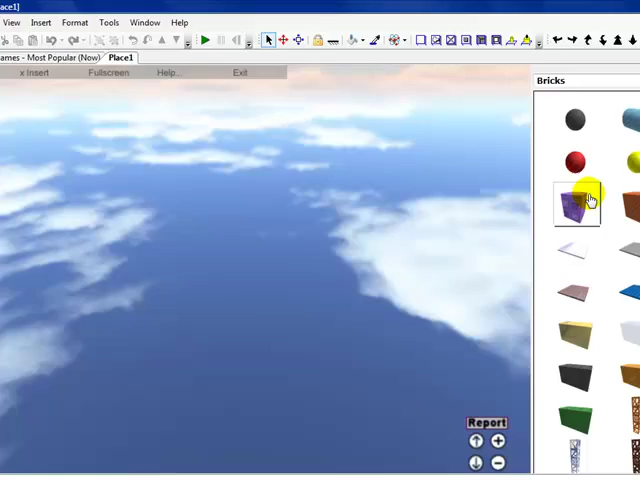 lace1]
View Insert Format Tools Window Help
ames - Most Popular (Now) Place1
x Insert Fullscreen Help... Exit
Bricks
Report